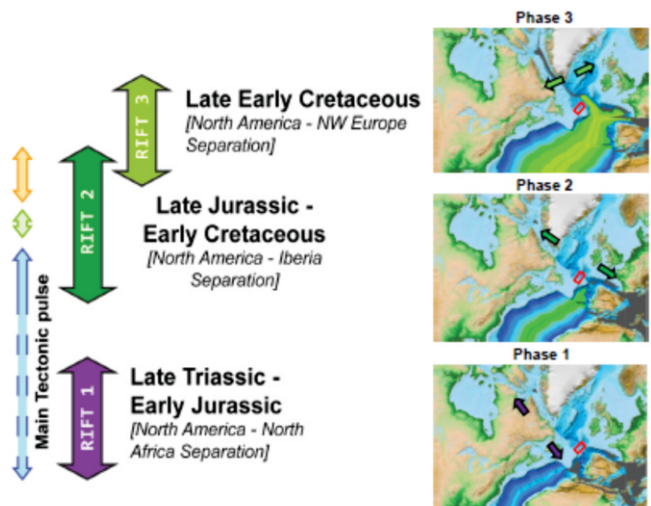 Phase 3
RIFT 3
Late Early Cretaceous
[North America - NW Europe
Separation]
Phase 2
RIFT 2
Late Jurassic -
Early Cretaceous
[North America - Iberia
Separation]
Main Tectonic pulse
Phase 1
RIFT 1
Late Triassic -
Early Jurassic
[North America - North
Africa Separation]